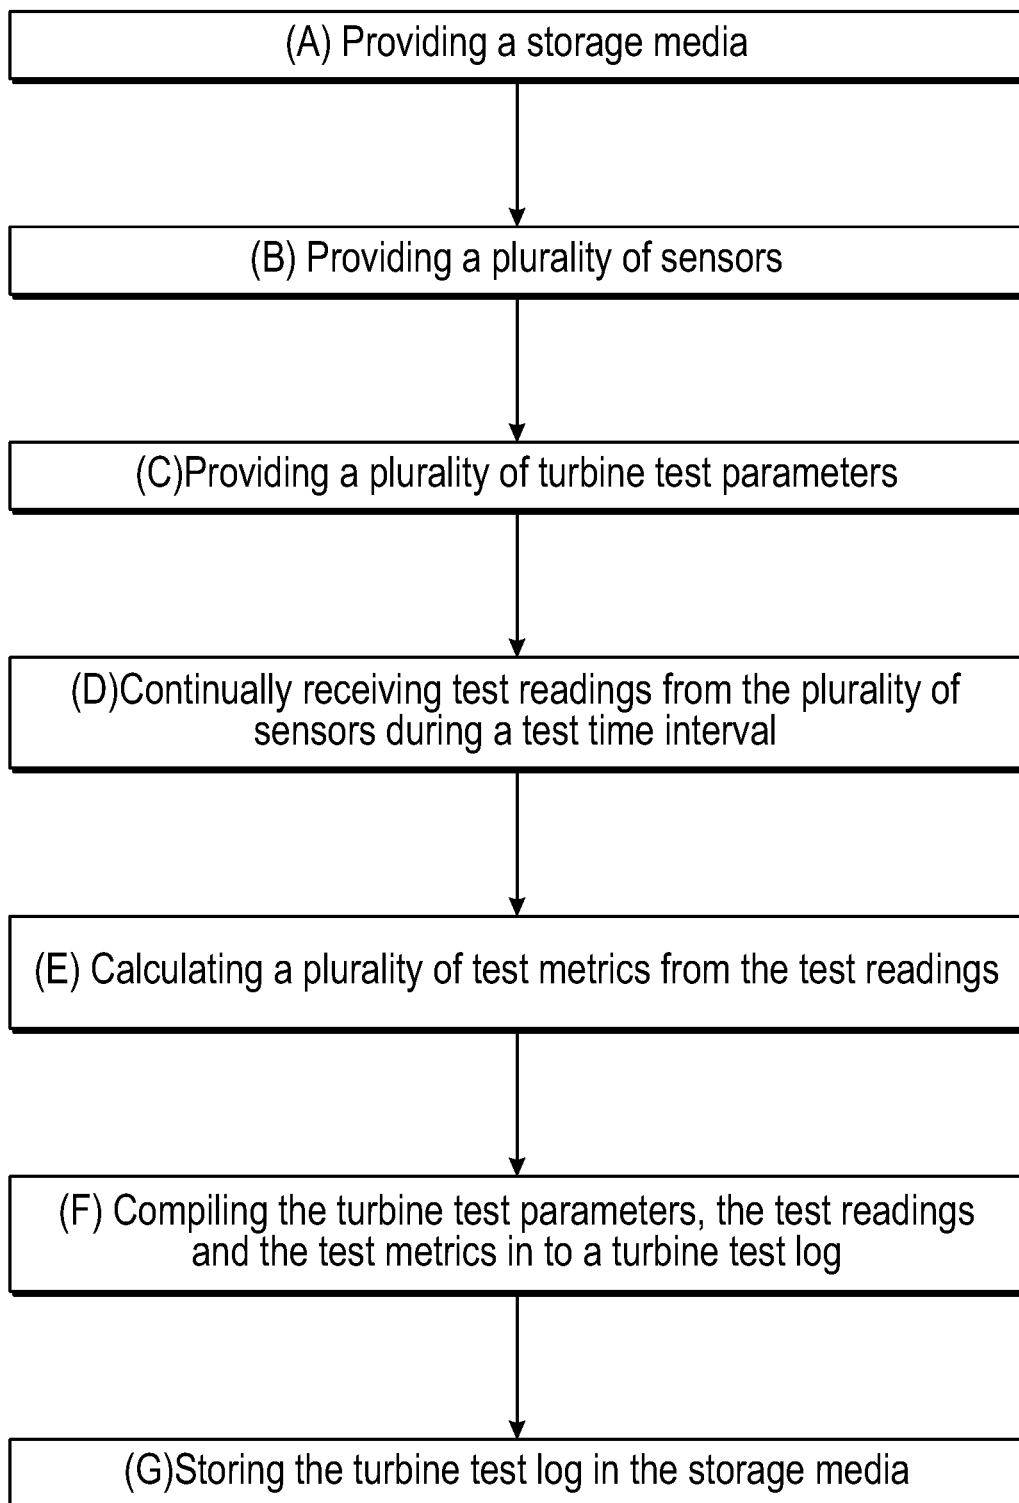 (A) Providing a storage media
(B) Providing a plurality of sensors
(C)Providing a plurality of turbine test parameters
(D)Continually receiving test readings from the plurality of
sensors during a test time interval
(E) Calculating a plurality of test metrics from the test readings
(F) Compiling the turbine test parameters, the test readings
and the test metrics in to a turbine test log
(G)Storing the turbine test log in the storage media